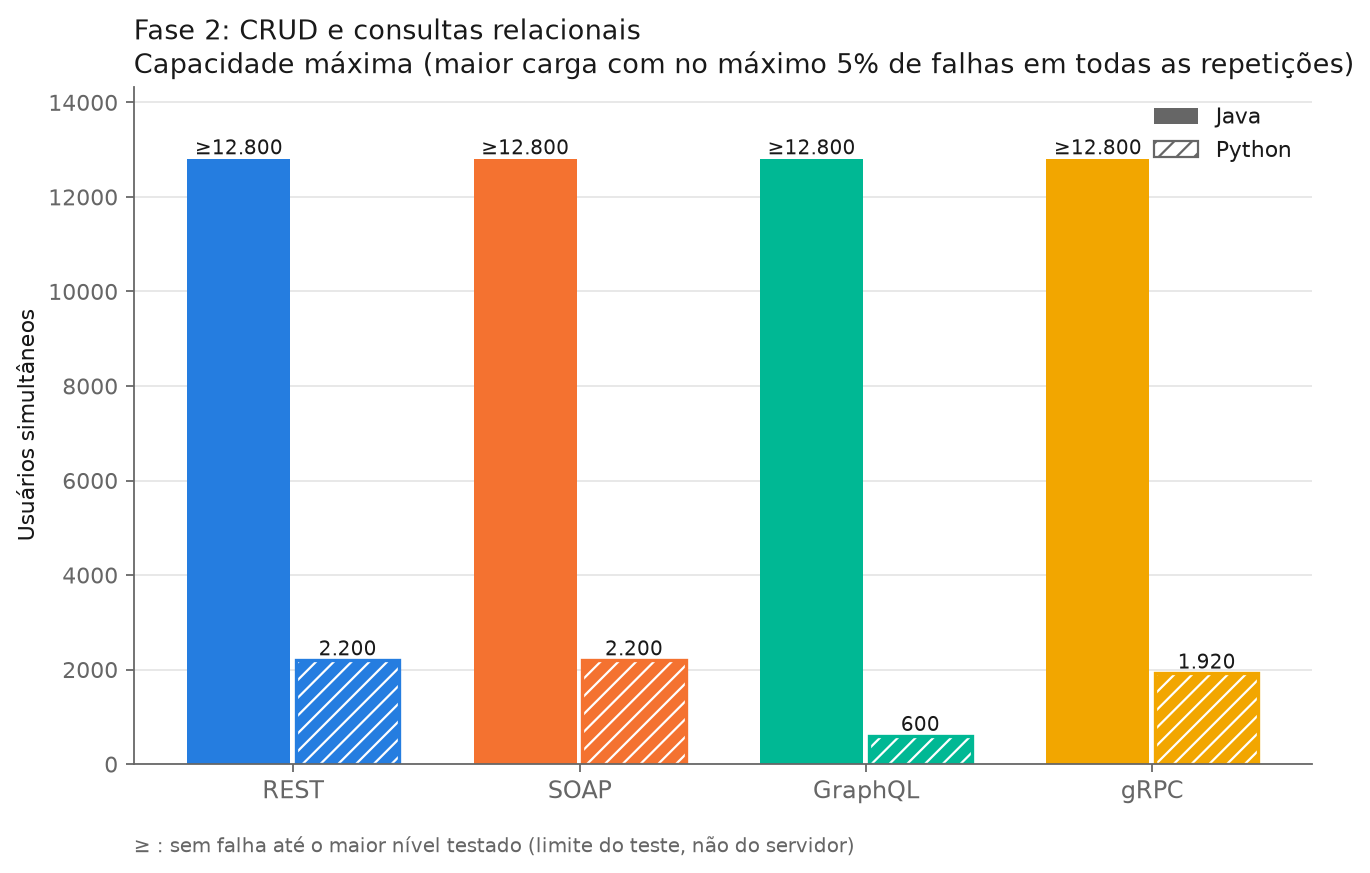 Fase 2: CRUD e consultas relacionais
Capacidade máxima (maior carga com no máximo 5% de falhas em todas as repetições)
Usuários simultâneos
14000
12000
10000
8000
6000
4000
2000
0
Java
Python
≥12.800
2.200
≥12.800
2.200
≥12.800
600
≥12.800
1.920
REST
SOAP
GraphQL
gRPC
≥ : sem falha até o maior nível testado (limite do teste, não do servidor)